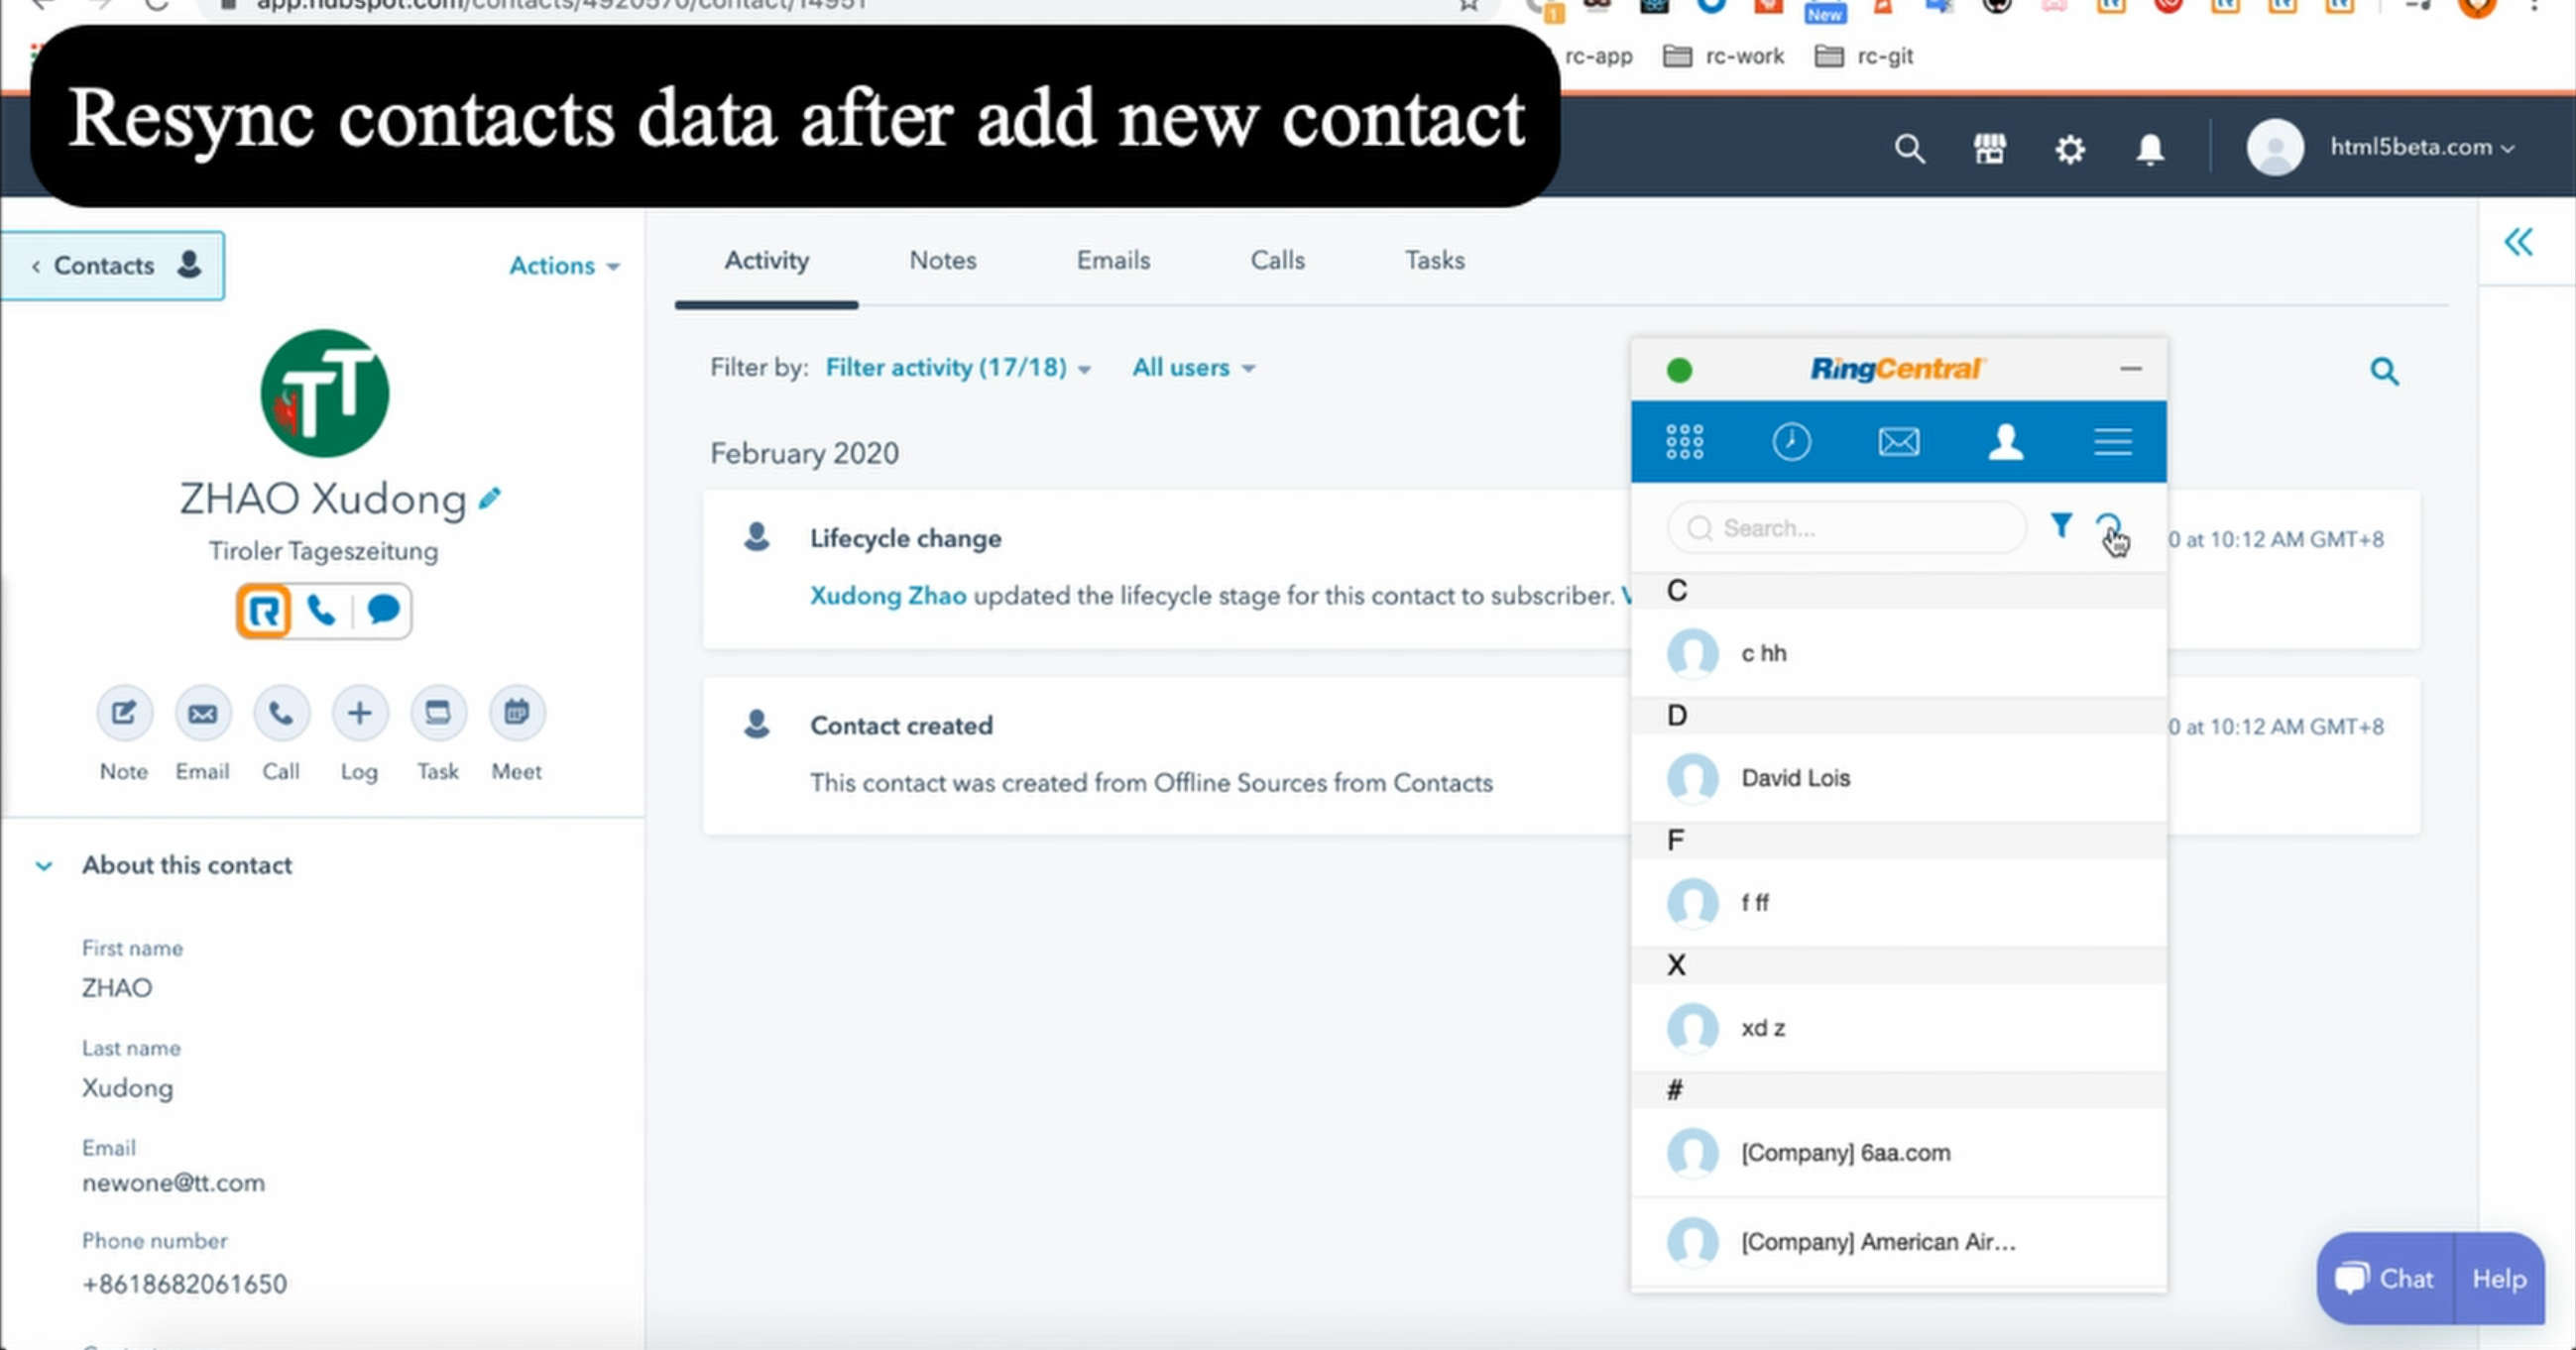 app.hubspot.com/contacts/4920570/contact/14951
1
New
rc-app rc-work rc-git
Resync contacts data after add new contact
html5beta.com
Contacts
Actions
TT
ZHAO Xudong
Tiroler Tageszeitung
Note Email Call Log Task Meet
About this contact
First name
ZHAO
Last name
Xudong
Email
newone@tt.com
Phone number
+8618682061650
Activity Notes Emails Calls Tasks
Filter by: Filter activity (17/18) All users
February 2020
Lifecycle change
0 at 10:12 AM GMT+8
Xudong Zhao updated the lifecycle stage for this contact to subscriber.
Contact created
0 at 10:12 AM GMT+8
This contact was created from Offline Sources from Contacts
RingCentral
Search...
C
c hh
D
David Lois
F
f ff
X
xd z
#
[Company] 6aa.com
[Company] American Air...
Chat Help